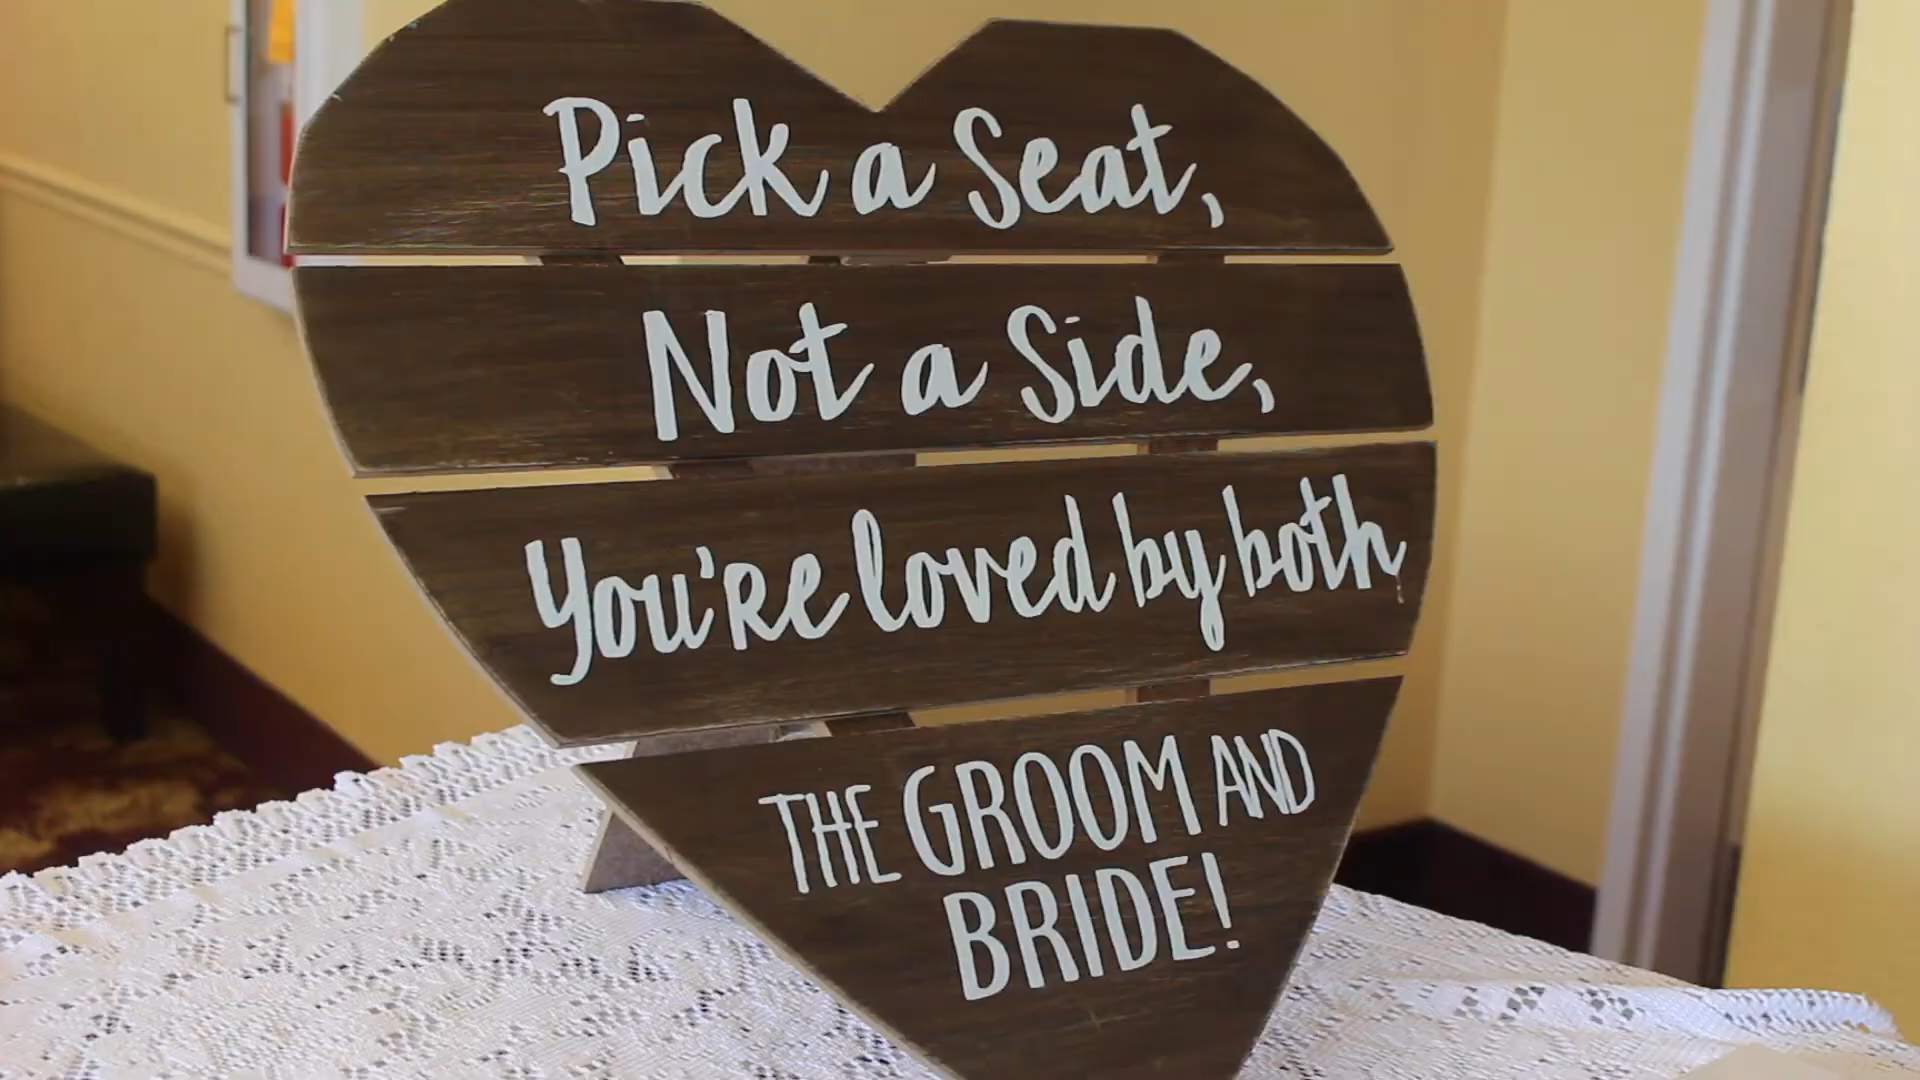 Pick a Seat,
Not a Side,
You're loved by both
THE GROOM AND
BRIDE!